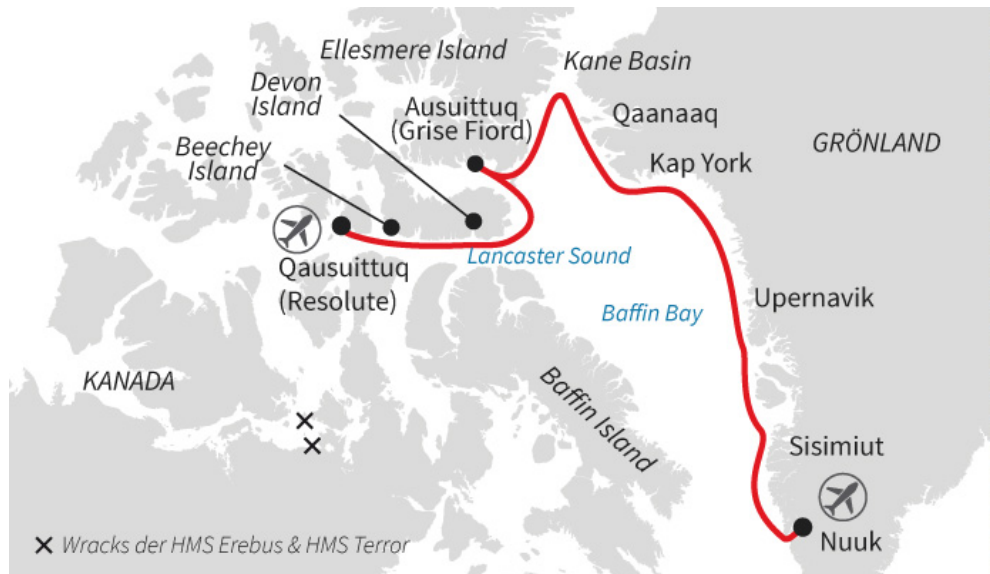 Ellesmere Island
Kane Basin
Devon
Island
Ausuittuq
(Grise Fiord)
Qaanaaq
GRÖNLAND
Beechey
Island
Kap York
Lancaster Sound
Qausuittuq
(Resolute)
Upernavik
Baffin Bay
KANADA
Baffin Island
Sisimiut
Nuuk
Wracks der HMS Erebus & HMS Terror